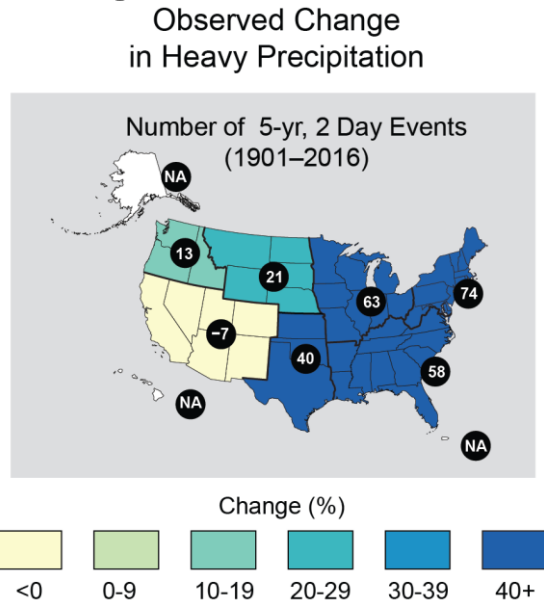 Observed Change
in Heavy Precipitation
Number of 5-yr, 2 Day Events
(1901–2016)
NA
13
21
74
63
−7
40
58
NA
NA
Change (%)
<0 0-9 10-19 20-29 30-39 40+